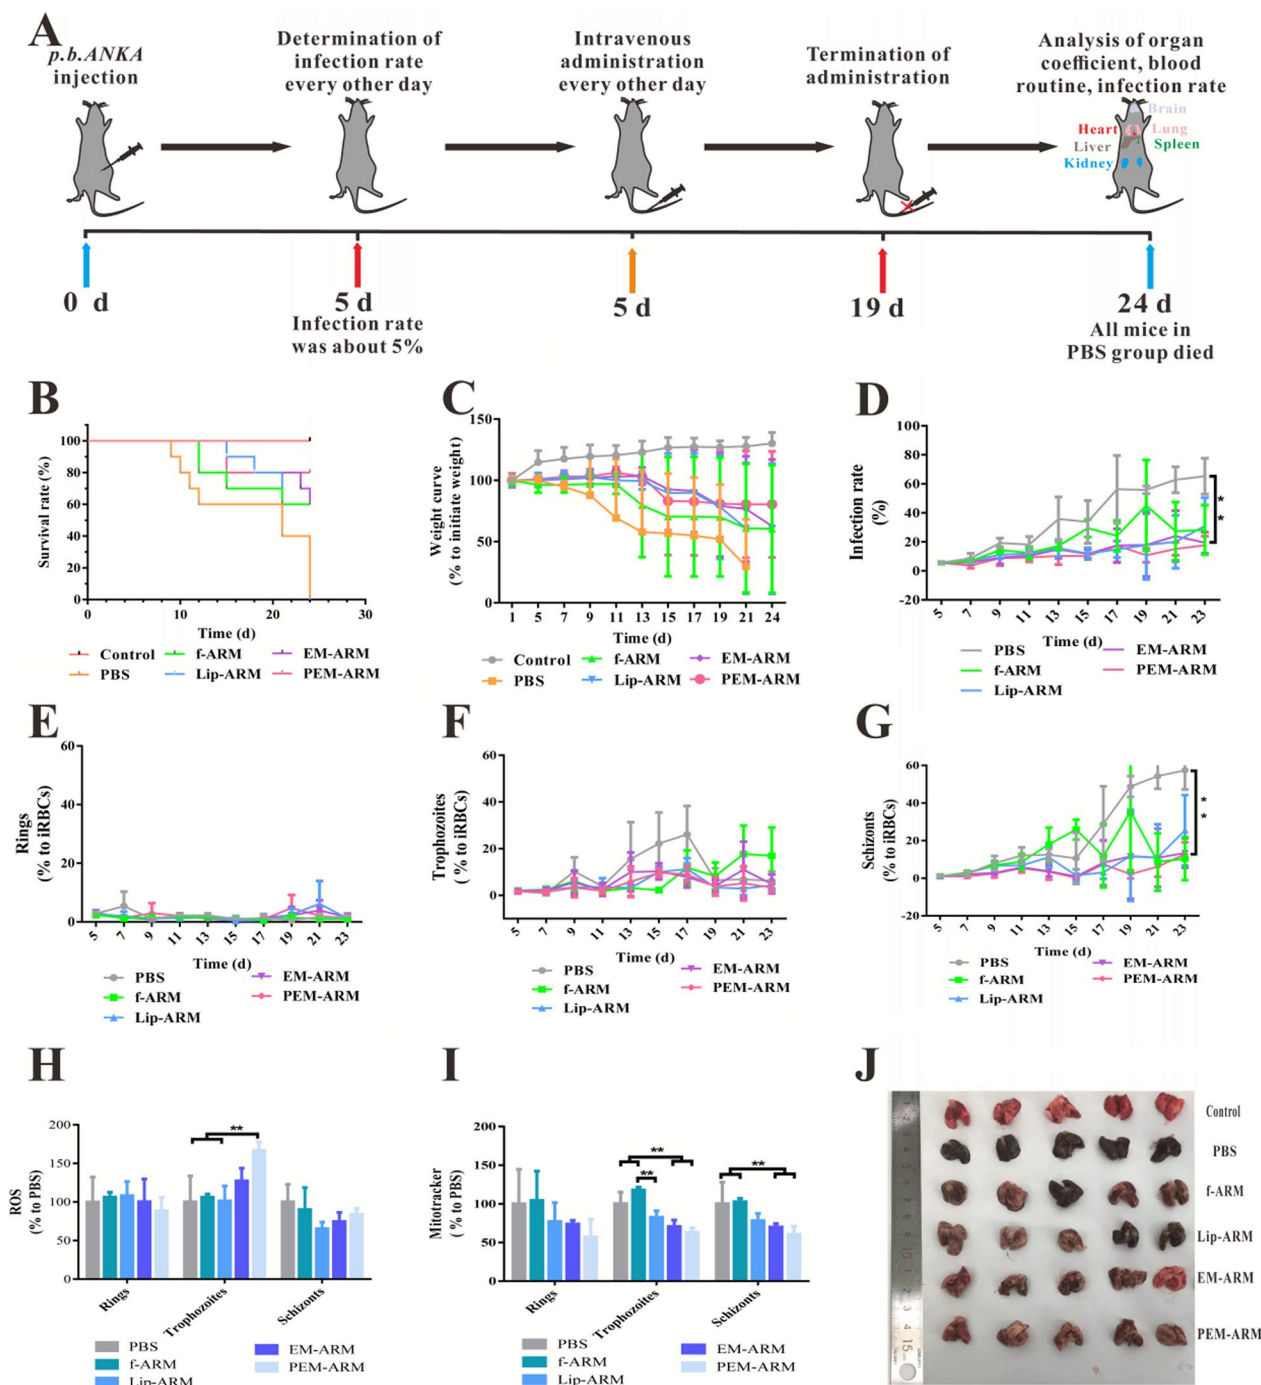 A
p.b.ANKA
injection
Determination of
infection rate
every other day
Intravenous
administration
every other day
Termination of
administration
Analysis of organ
coefficient, blood
routine, infection rate
Brain
Heart
Lung
Liver
Spleen
Kidney
0 d
5 d
5 d
19 d
24 d
Infection rate
was about 5%
All mice in
PBS group died
B
Survival rate (%)
100
80
60
40
20
0
0
10
20
30
Time (d)
Control
f-ARM
EM-ARM
PBS
Lip-ARM
PEM-ARM
C
Weight curve
(% to initiate weight)
150
100
50
0
1 5 7 9 11 13 15 17 19 21 24
Time (d)
Control
f-ARM
EM-ARM
PBS
Lip-ARM
PEM-ARM
D
Infection rate
(%)
100
80
60
40
20
0
-20
5 7 9 11 13 15 17 19 21 23
Time (d)
* *
PBS
EM-ARM
f-ARM
PEM-ARM
Lip-ARM
E
Rings
(% to iRBCs)
60
40
20
0
5 7 9 11 13 15 17 19 21 23
Time (d)
PBS
EM-ARM
f-ARM
PEM-ARM
Lip-ARM
F
Trophozoites
( % to iRBCs)
60
40
20
0
5 7 9 11 13 15 17 19 21 23
Time (d)
PBS
EM-ARM
f-ARM
PEM-ARM
Lip-ARM
G
Schizonts
(% to iRBCs)
60
40
20
0
-20
5 7 9 11 13 15 17 19 21 23
Time (d)
* *
PBS
EM-ARM
f-ARM
PEM-ARM
Lip-ARM
H
ROS
(% to PBS)
200
150
100
50
0
**
Rings
Trophozoites
Schizonts
PBS
EM-ARM
f-ARM
PEM-ARM
Lip-ARM
I
Mitotracker
( % to PBS)
200
150
100
50
0
**
**
**
Rings
Trophozoites
Schizonts
PBS
EM-ARM
f-ARM
PEM-ARM
Lip-ARM
J
Control
PBS
f-ARM
Lip-ARM
EM-ARM
PEM-ARM